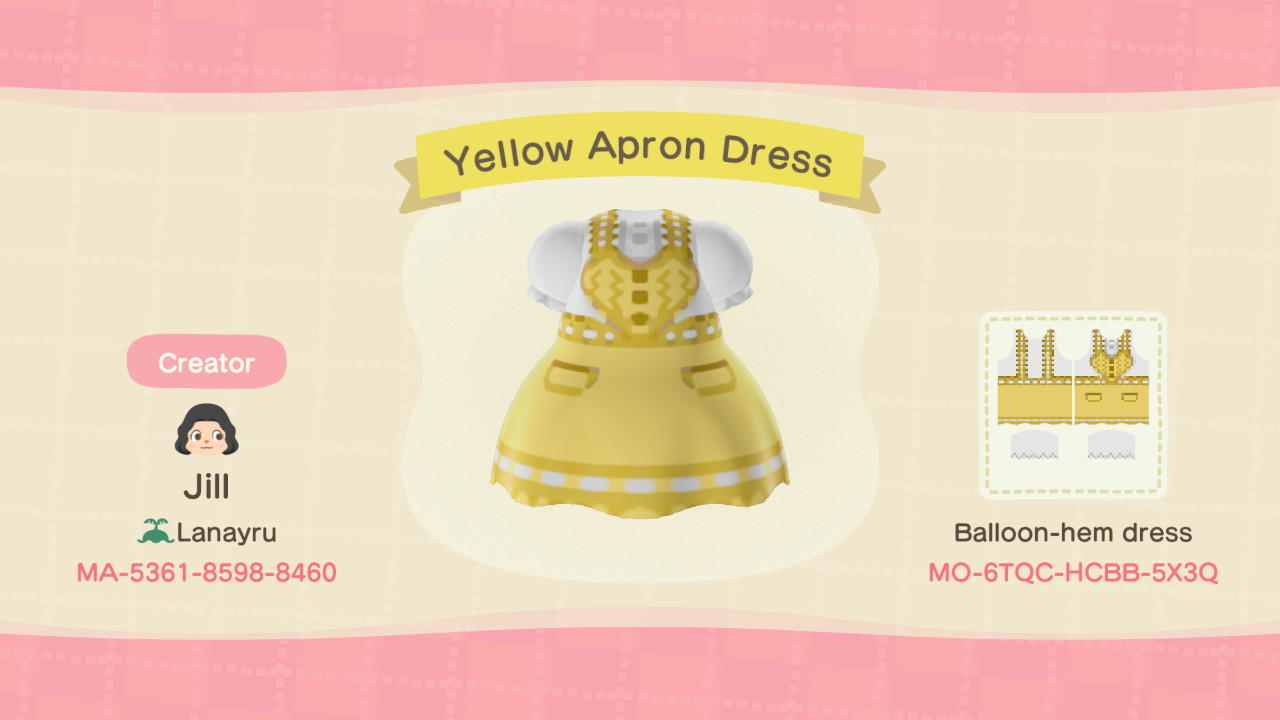 Yellow Apron Dress
Creator
Jill
Lanayru
MA-5361-8598-8460
Balloon-hem dress
MO-6TQC-HCBB-5X3Q